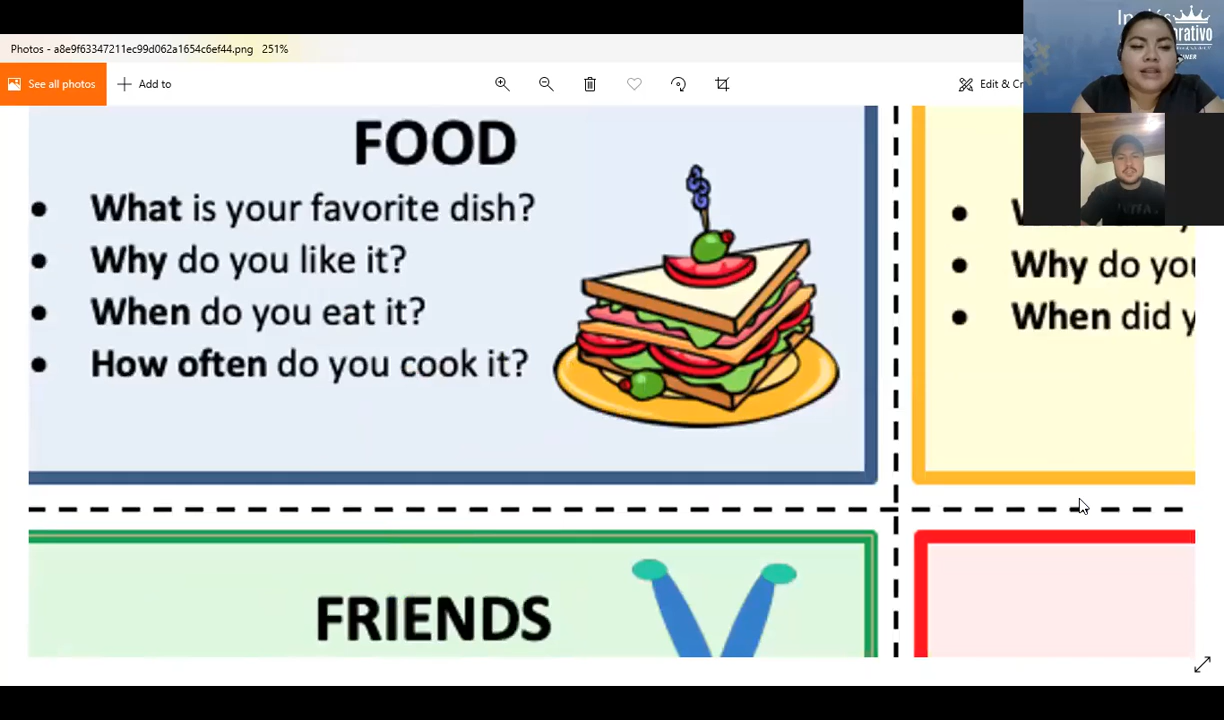 Photos - a8e9f63347211ec99d062a1654c6ef44.png 251%
See all photos
Add to
Edit & Cr
FOOD
• What is your favorite dish?
• Why do you like it?
• When do you eat it?
• How often do you cook it?
• Why do you
• When did y
FRIENDS